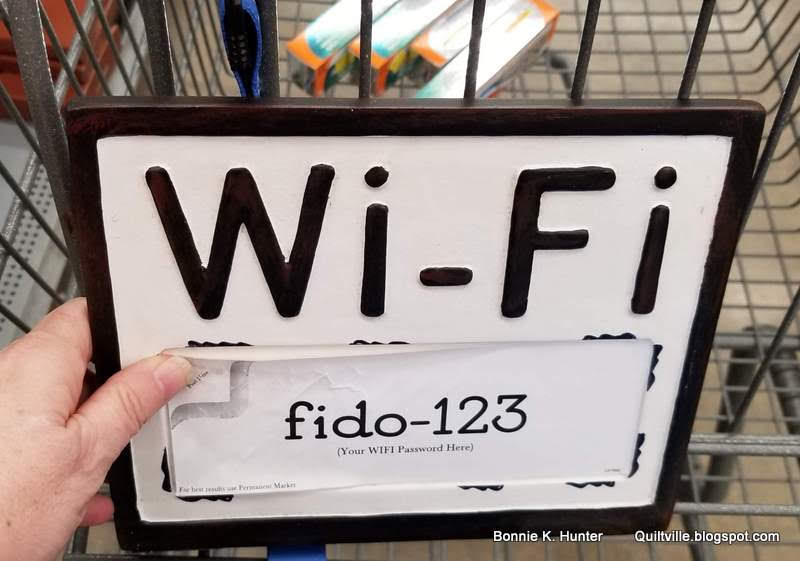 Wi-Fi
fido-123
(Your WIFI Password Here)
For best results use Permanent Marker
Bonnie K. Hunter Quiltville.blogspot.com